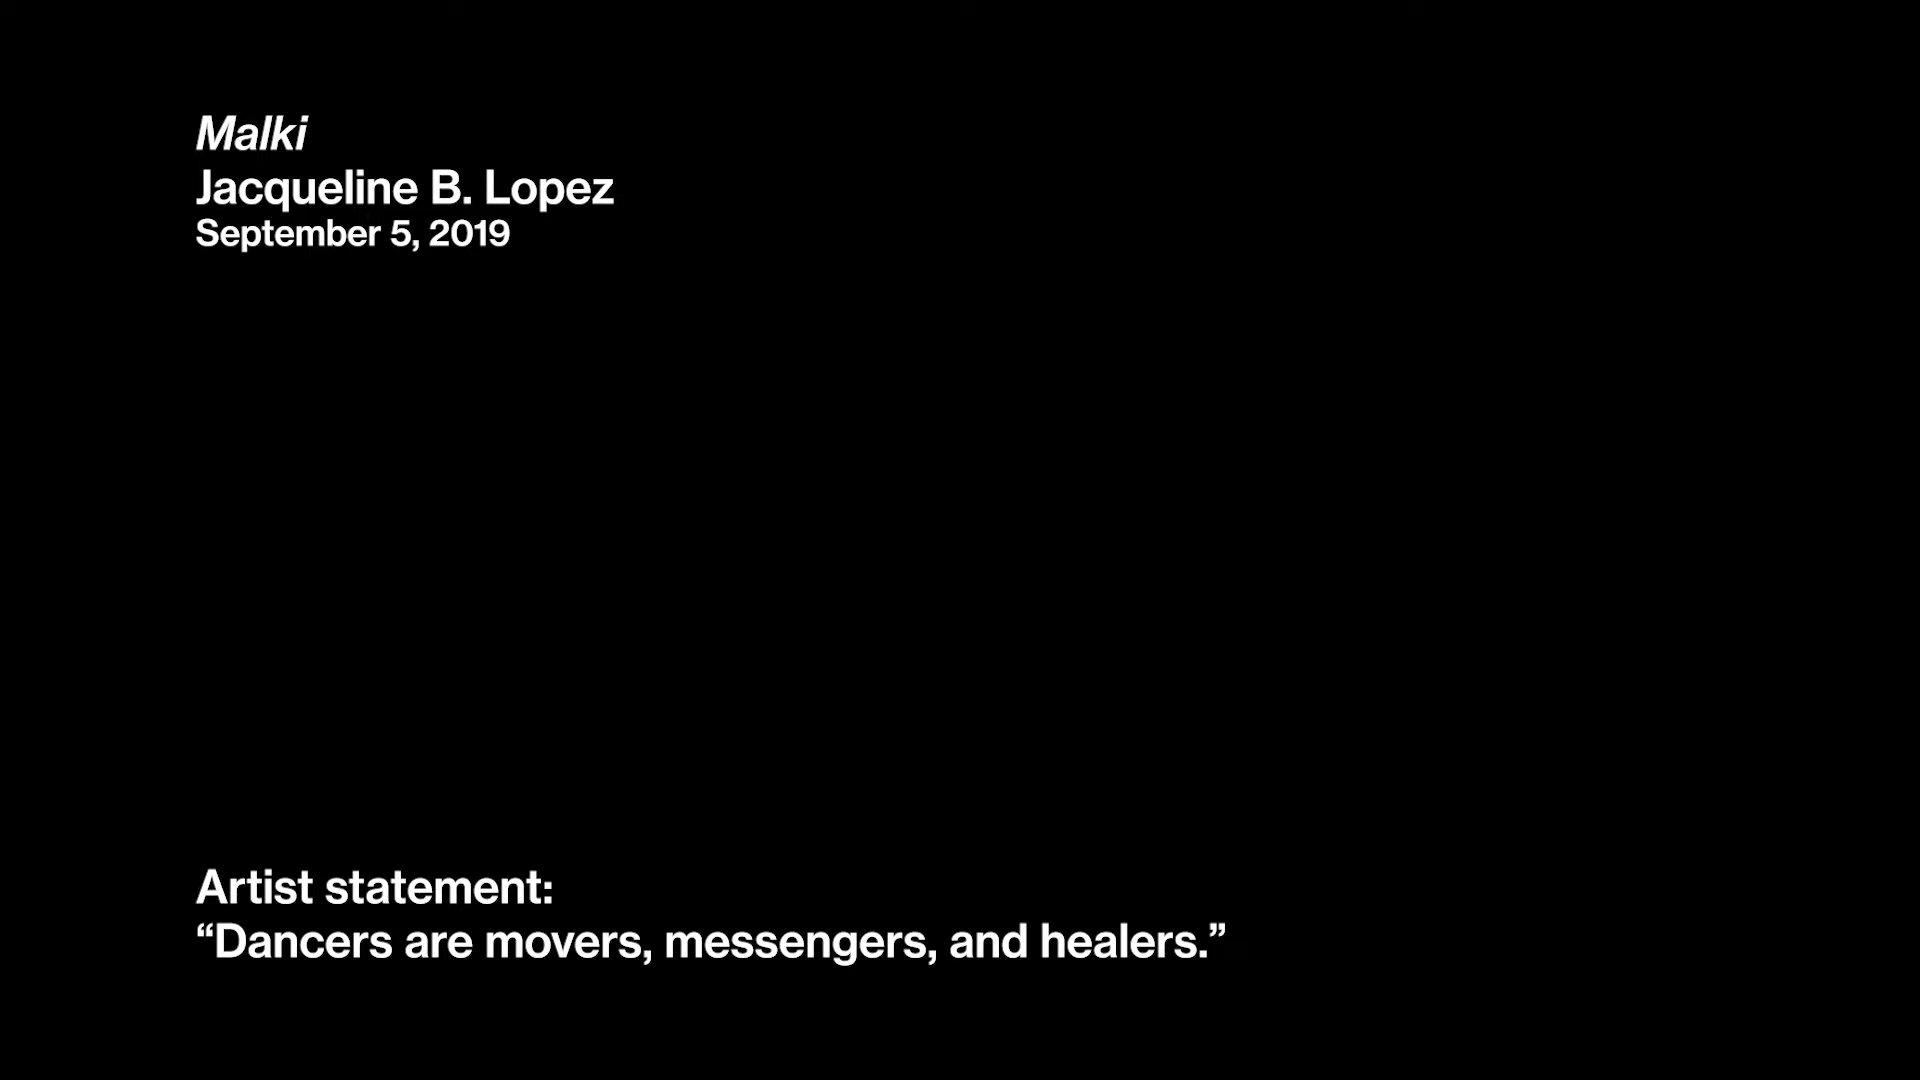 Malki
Jacqueline B. Lopez
September 5, 2019
Artist statement:
“Dancers are movers, messengers, and healers.”